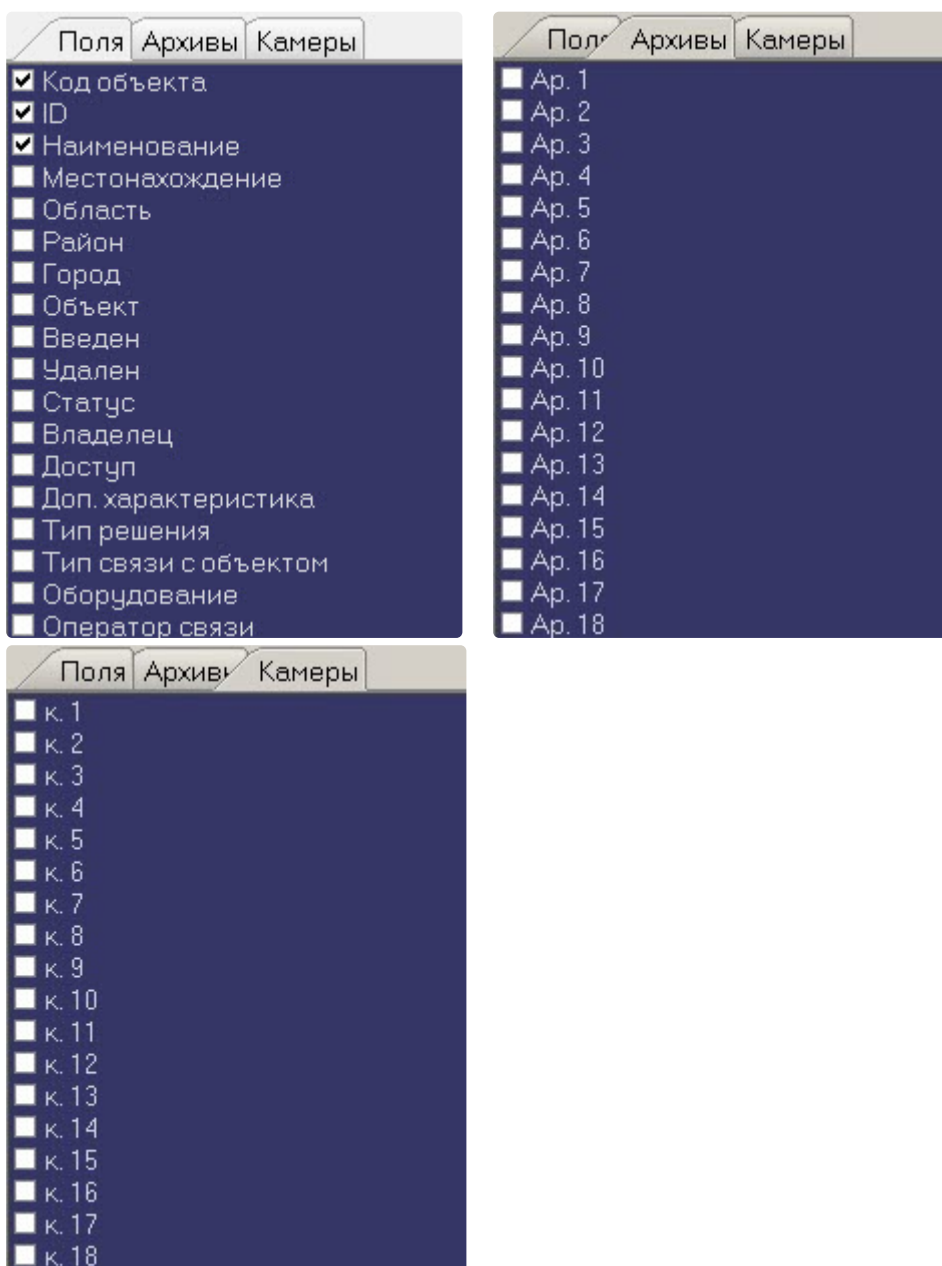 Поля Архивы Камеры
Код объекта
ID
Наименование
Местонахождение
Область
Район
Город
Объект
Введен
Удален
Статус
Владелец
Доступ
Доп. характеристика
Тип решения
Тип связи с объектом
Оборудование
Оператор связи
Поля Архивы Камеры
Ар. 1
Ар. 2
Ар. 3
Ар. 4
Ар. 5
Ар. 6
Ар. 7
Ар. 8
Ар. 9
Ар. 10
Ар. 11
Ар. 12
Ар. 13
Ар. 14
Ар. 15
Ар. 16
Ар. 17
Ар. 18
Поля Архивы Камеры
к. 1
к. 2
к. 3
к. 4
к. 5
к. 6
к. 7
к. 8
к. 9
к. 10
к. 11
к. 12
к. 13
к. 14
к. 15
к. 16
к. 17
к. 18